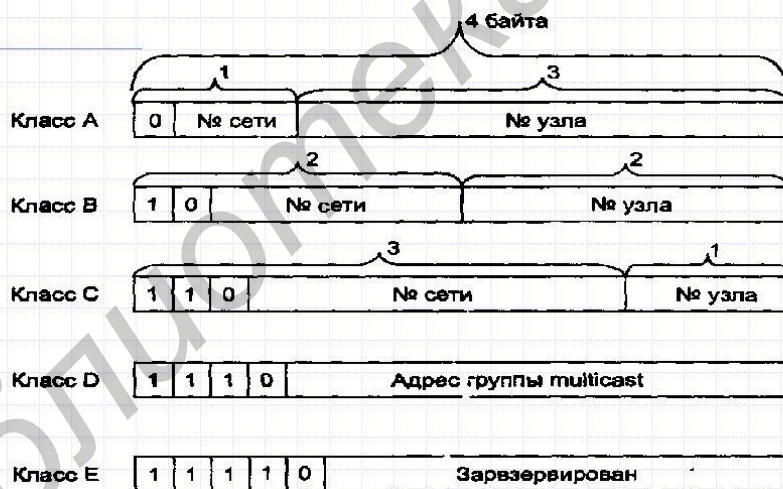 4 байта
1 3
Класс А 0 № сети № узла
2 2
Класс В 1 0 № сети № узла
3 1
Класс С 1 1 0 № сети № узла
Класс D 1 1 1 0 Адрес группы multicast
Класс Е 1 1 1 1 0 Зарвзервирован